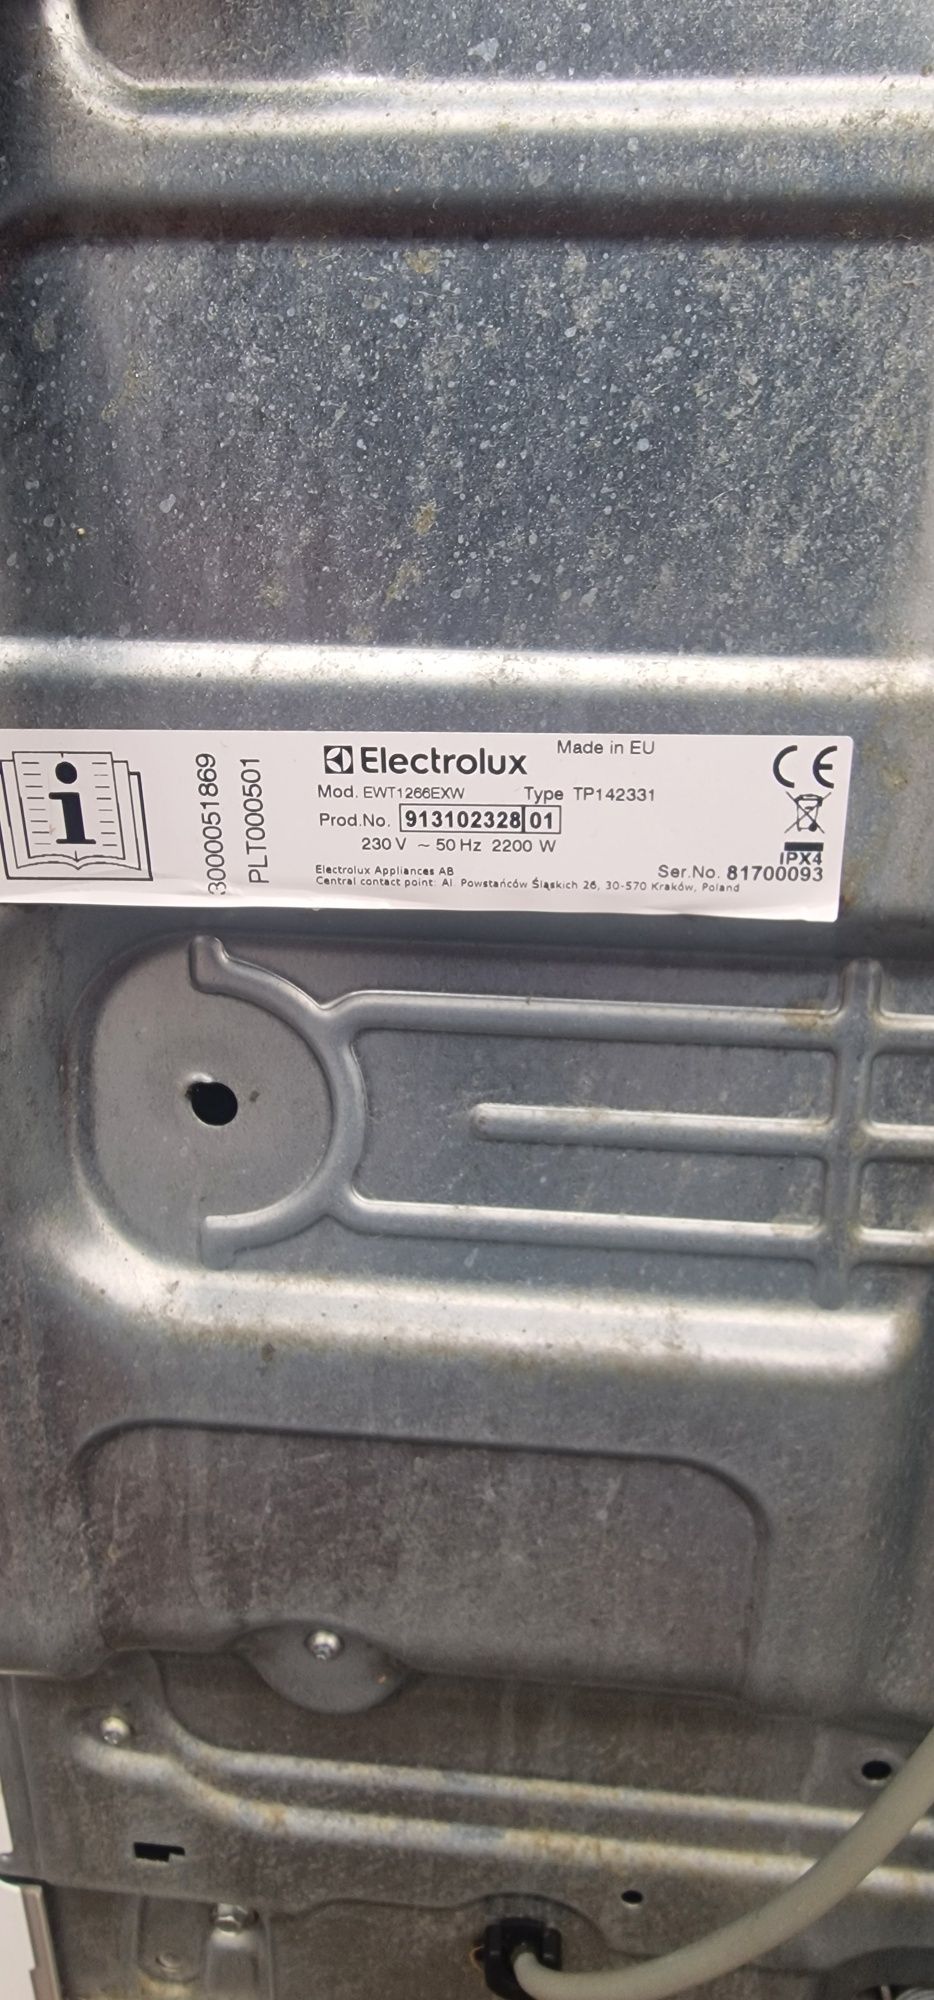 3000051869
PLT000501
Electrolux
Made in EU
Mod. EWT1266EXW Type TP142331
Prod.No. 913102328 01
230 V ~ 50 Hz 2200 W
CE
IPX4
Electrolux Appliances AB
Ser.No. 81700093
Central contact point: Al. Powstańców Śląskich 26, 30-570 Kraków, Poland